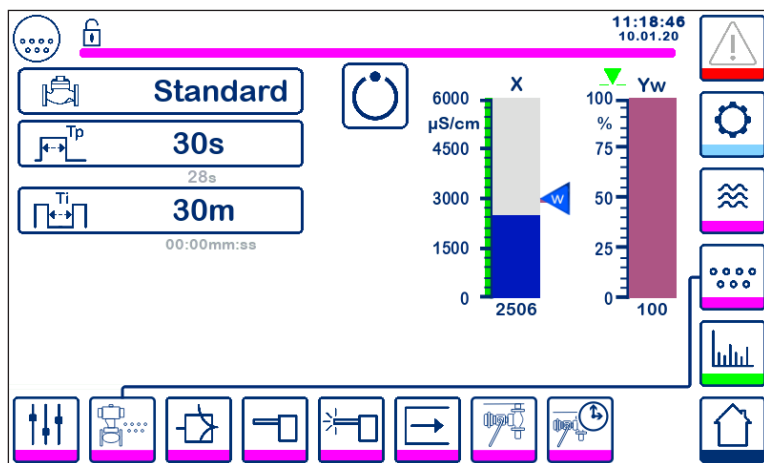 11:18:46
10.01.20
Standard
Tp
30s
28s
Ti
30m
00:00mm:ss
X
Yw
6000
µS/cm
4500
3000
1500
0
W
2506
100
%
75
50
25
0
100